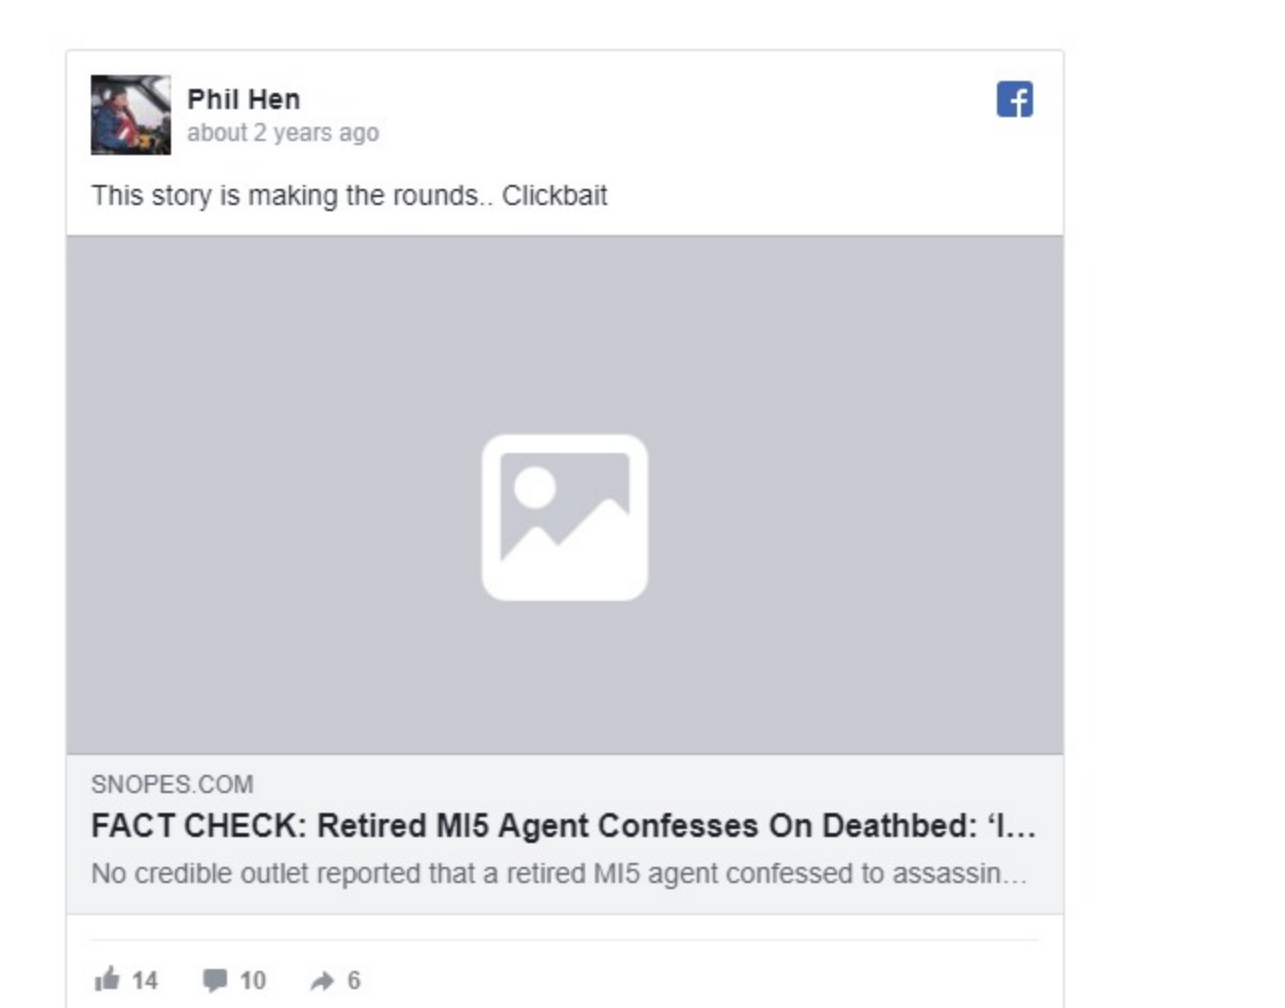 Phil Hen
about 2 years ago
This story is making the rounds.. Clickbait
SNOPES.COM
FACT CHECK: Retired MI5 Agent Confesses On Deathbed: ‘I...
No credible outlet reported that a retired MI5 agent confessed to assassin...
14 10 6